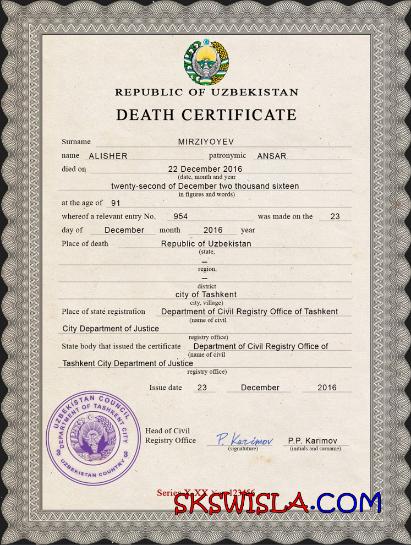 REPUBLIC OF UZBEKISTAN
DEATH CERTIFICATE
Surname MIRZIYOYEV
name ALISHER patronymic ANSAR
died on 22 December 2016
(date, month and year
twenty-second of December two thousand sixteen
in figures and words)
at the age of 91
whereof a relevant entry No. 954 was made on the 23
day of December month 2016 year
Place of death Republic of Uzbekistan
(state,
–
region,
–
district
city of Tashkent
city, village)
Place of state registration Department of Civil Registry Office of Tashkent
(name of civil
City Department of Justice
registry office)
State body that issued the certificate Department of Civil Registry Office of
(name of civil
Tashkent City Department of Justice
registry office)
Issue date 23 December 2016
UZBEKISTAN COUNCIL
DEPARTMENT OF TASHKENT CITY
UZBEKISTAN COUNTRY
Head of Civil
Registry Office P. Karimov P.P. Karimov
(signature) (initials and surname)
Series X-XX
SKSWISLA.COM